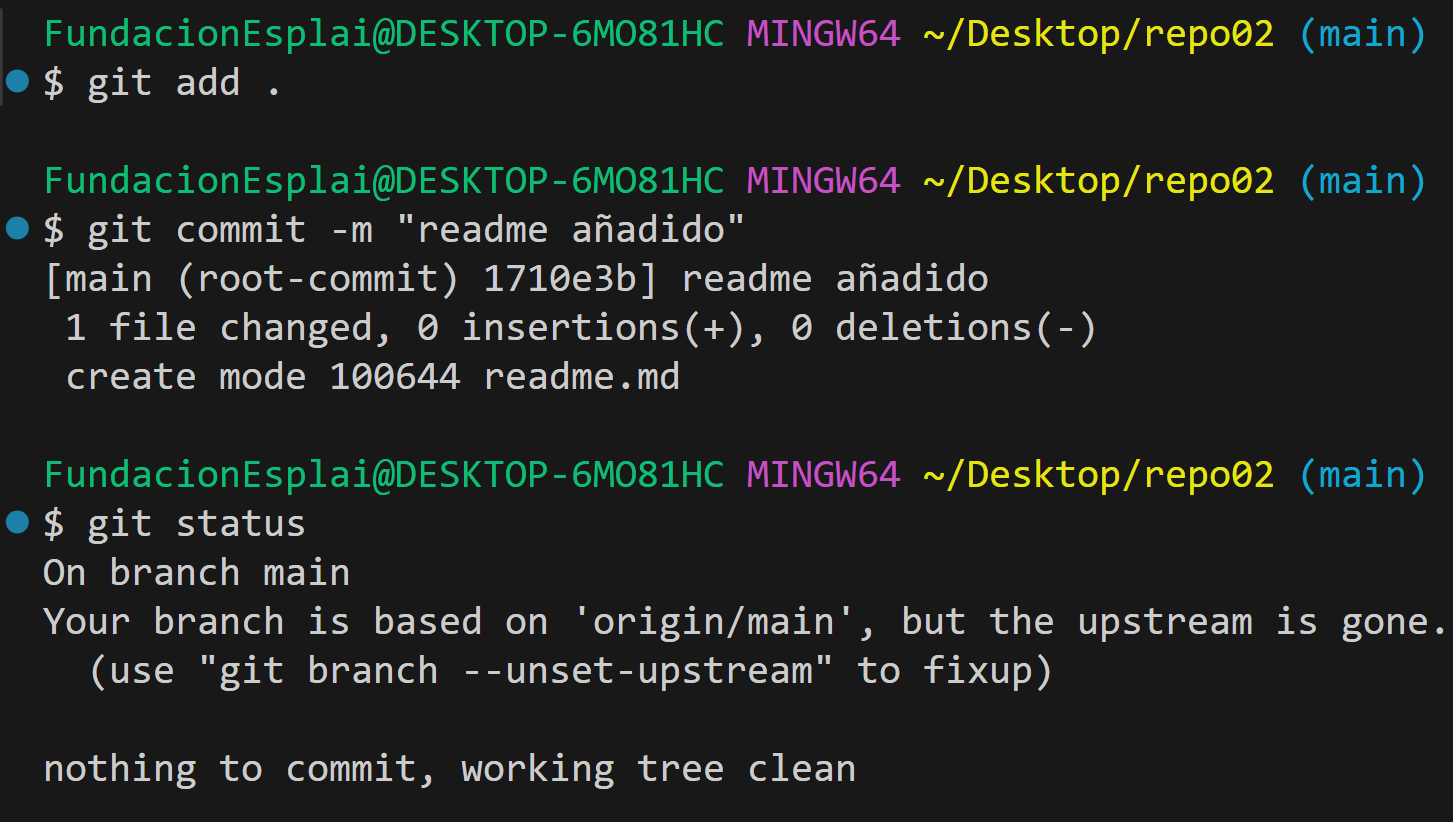 FundacionEsplai@DESKTOP-6MO81HC MINGW64 ~/Desktop/repo02 (main)
$ git add .
FundacionEsplai@DESKTOP-6MO81HC MINGW64 ~/Desktop/repo02 (main)
$ git commit -m "readme añadido"
[main (root-commit) 1710e3b] readme añadido
 1 file changed, 0 insertions(+), 0 deletions(-)
 create mode 100644 readme.md
FundacionEsplai@DESKTOP-6MO81HC MINGW64 ~/Desktop/repo02 (main)
$ git status
On branch main
Your branch is based on 'origin/main', but the upstream is gone.
  (use "git branch --unset-upstream" to fixup)
nothing to commit, working tree clean